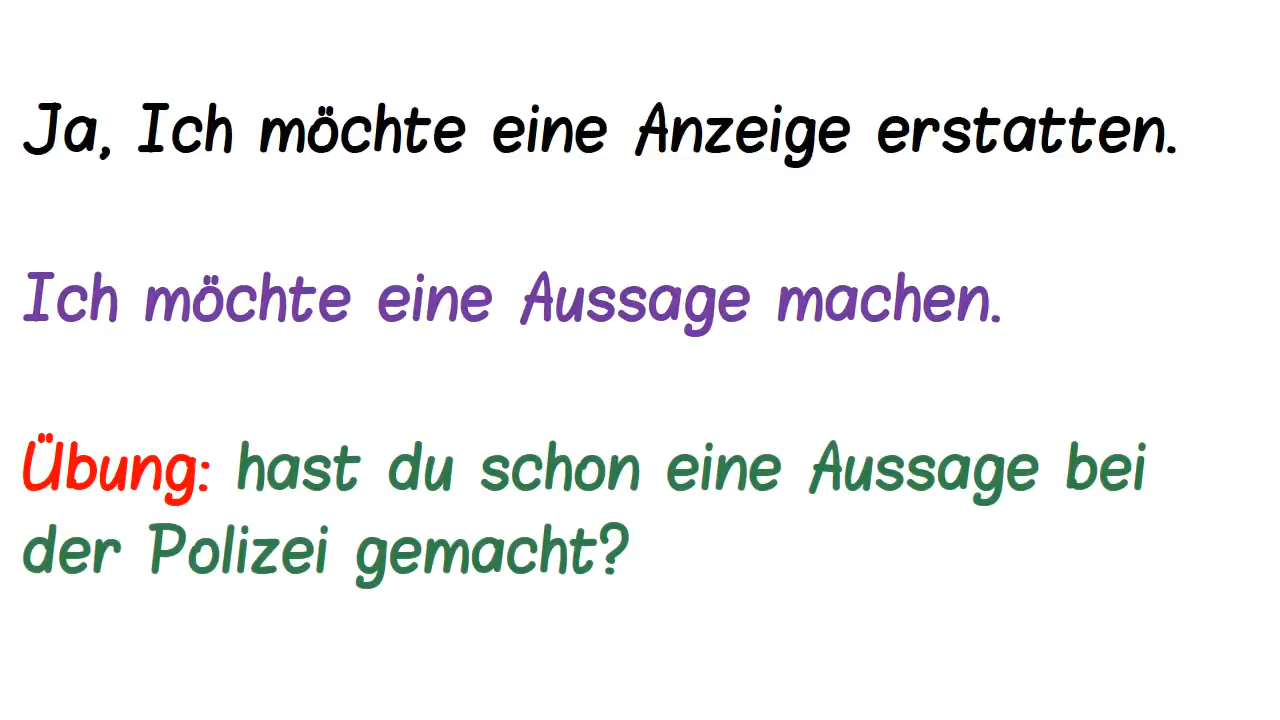 Ja, Ich möchte eine Anzeige erstatten.
Ich möchte eine Aussage machen.
Übung: hast du schon eine Aussage bei
der Polizei gemacht?